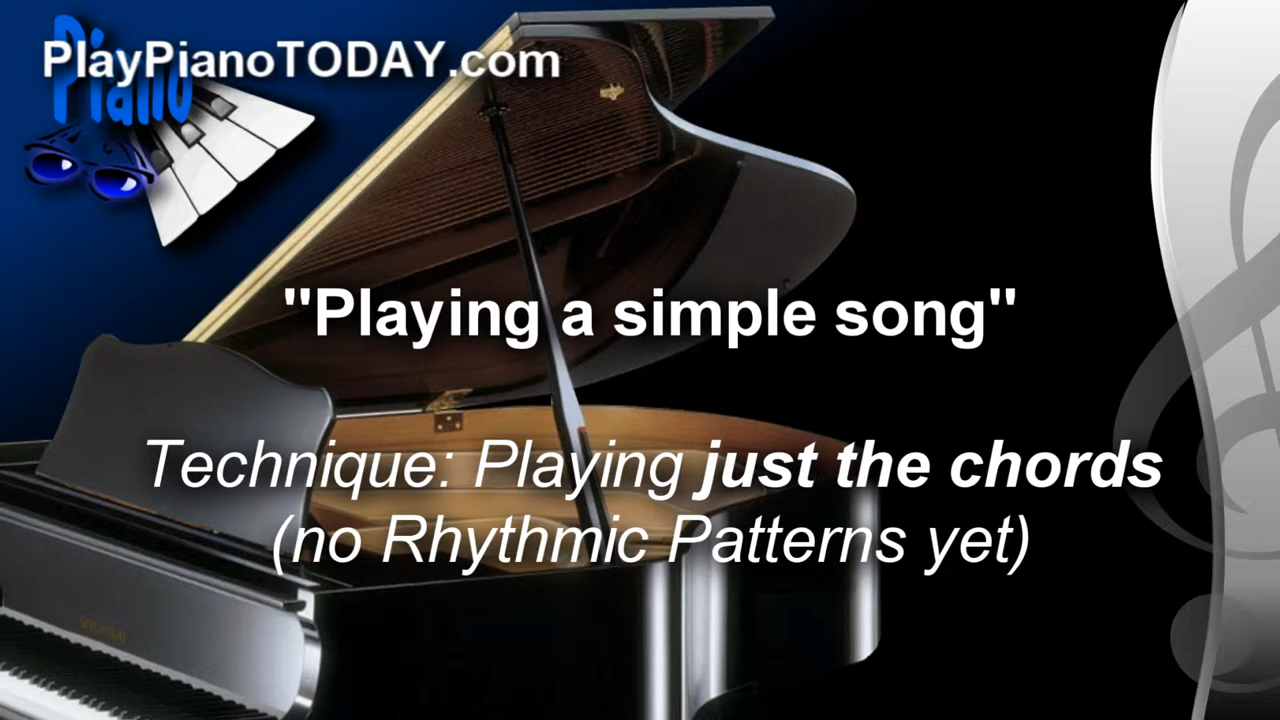 PlayPianoTODAY.com
Piano
"Playing a simple song"
Technique: Playing just the chords
(no Rhythmic Patterns yet)